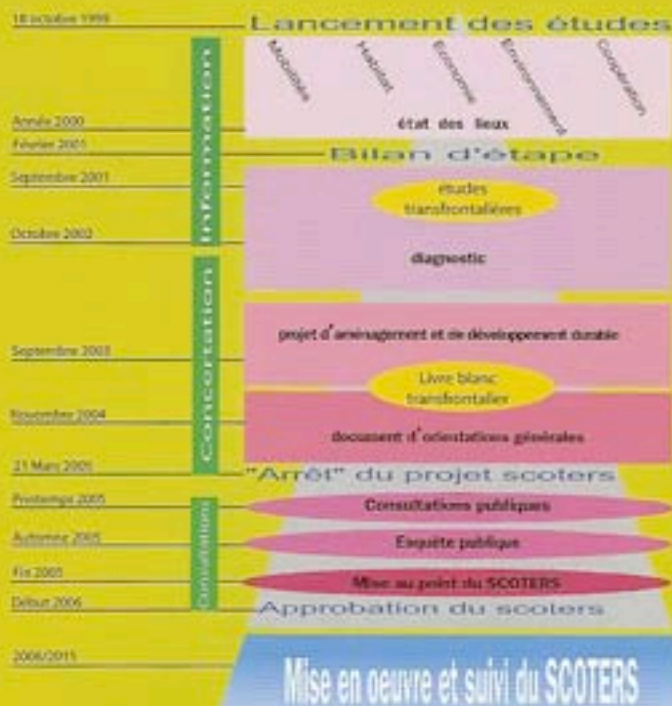 18 octobre 1999
Lancement des études
Mobilités
Habitat
Economie
Environnement
Coopération
Information
Année 2000
état des lieux
Février 2001
Bilan d'étape
Septembre 2001
études
transfrontalières
Octobre 2002
diagnostic
Concertation
projet d'aménagement et de développement durable
Septembre 2003
Livre blanc
transfrontalier
Novembre 2004
document d'orientations générales
21 Mars 2005
"Arrêt" du projet scoters
Consultations
Printemps 2005
Consultations publiques
Automne 2005
Enquête publique
Fin 2005
Mise au point du SCOTERS
Début 2006
Approbation du scoters
2006/2015
Mise en oeuvre et suivi du SCOTERS